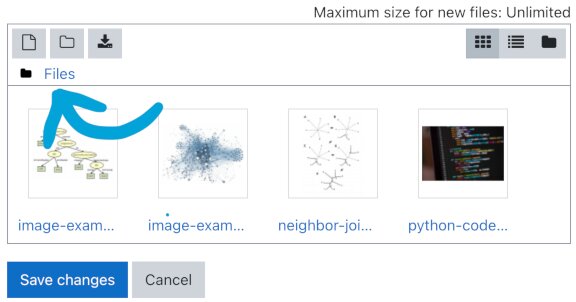 Maximum size for new files: Unlimited
Files
image-exam... image-exam... neighbor-joi... python-code...
Save changes Cancel